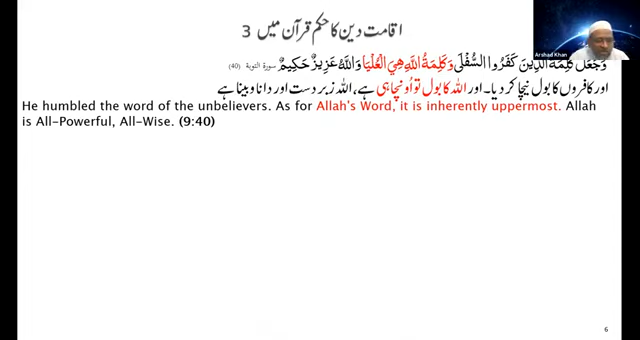 اقامت دین کا حکم قرآن میں 3
Arshad Khan
وَجَعَلَ كَلِمَةَ الَّذِينَ كَفَرُوا السُّفْلَىٰ وَكَلِمَةُ اللَّهِ هِيَ الْعُلْيَا وَاللَّهُ عَزِيزٌ حَكِيمٌ سورة التوبة (40)
اور کافروں کا بول نیچا کر دیا۔ اور اللہ کا بول تو اونچا ہی ہے، اللہ زبردست اور دانا و بینا ہے
He humbled the word of the unbelievers. As for Allah's Word, it is inherently uppermost. Allah
is All-Powerful, All-Wise. (9:40)
6